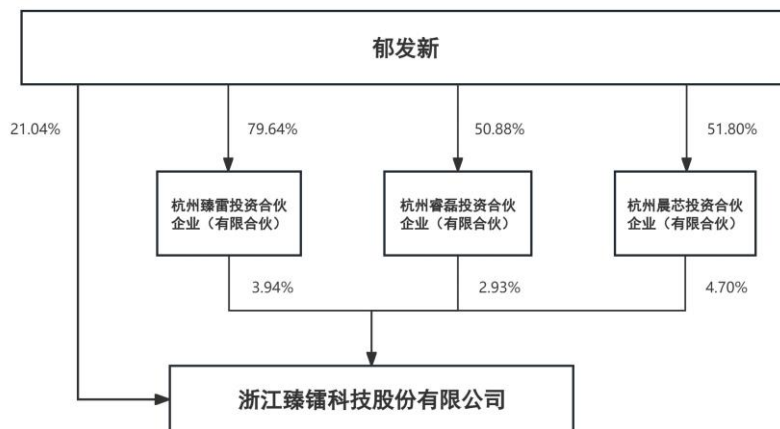 郁发新
21.04%
79.64%
50.88%
51.80%
杭州臻雷投资合伙
企业（有限合伙）
杭州睿磊投资合伙
企业（有限合伙）
杭州晨芯投资合伙
企业（有限合伙）
3.94%
2.93%
4.70%
浙江臻镭科技股份有限公司